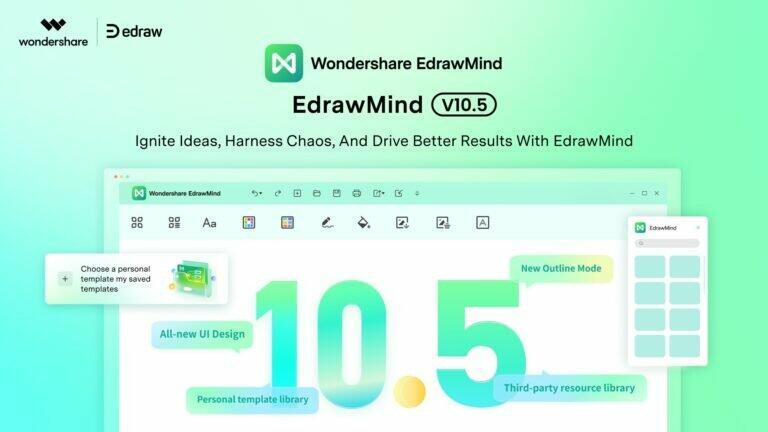 wondershare
edraw
Wondershare EdrawMind
EdrawMind V10.5
Ignite Ideas, Harness Chaos, And Drive Better Results With EdrawMind
Wondershare EdrawMind
Aa
A
EdrawMind
Choose a personal
template my saved
templates
New Outline Mode
10.5
All-new UI Design
Personal template library
Third-party resource library